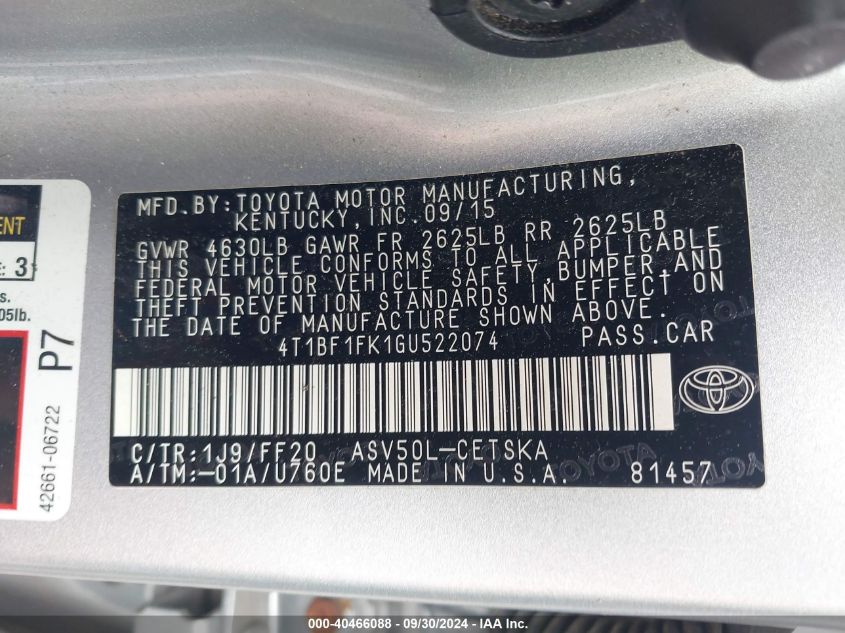 MFD.BY:TOYOTA MOTOR MANUFACTURING,
KENTUCKY,INC.09/15
GVWR 4630LB GAWR FR 2625LB RR 2625LB
THIS VEHICLE CONFORMS TO ALL APPLICABLE
FEDERAL MOTOR VEHICLE SAFETY,BUMPER,AND
THEFT PREVENTION STANDARDS IN EFFECT ON
THE DATE OF MANUFACTURE SHOWN ABOVE.
4T1BF1FK1GU522074 PASS.CAR
C/TR:1J9/FF20 ASV50L-CETSKA
A/TM:-01A/U760E MADE IN U.S.A. 81457
3
05lb.
P7
42661-06722
000-40466088 - 09/30/2024 - IAA Inc.